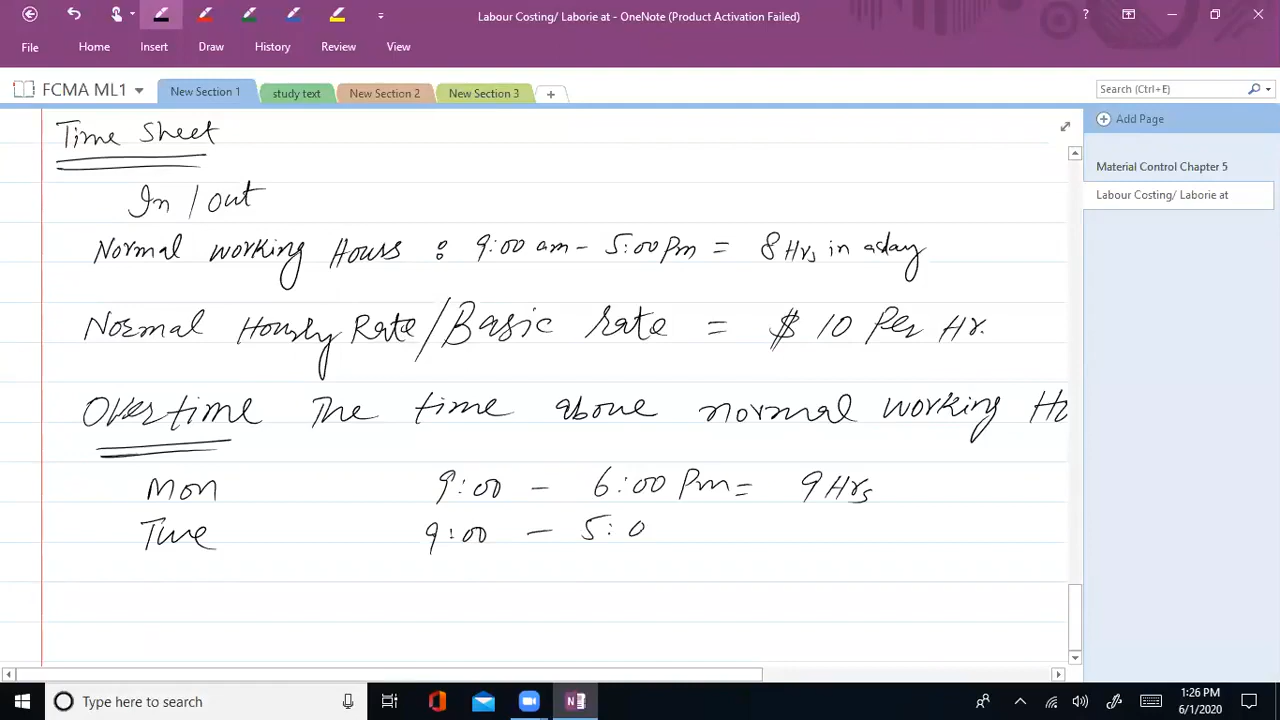 Labour Costing/ Laborie at - OneNote (Product Activation Failed)
File Home Insert Draw History Review View
FCMA ML1 New Section 1 study text New Section 2 New Section 3
Search (Ctrl+E)
Add Page
Material Control Chapter 5
Labour Costing/ Laborie at
Time Sheet
In / out
Normal working Hours : 9:00 am - 5:00 Pm = 8 Hrs in a day
Normal Hourly Rate/Basic rate = $ 10 Per Hr.
Overtime The time above normal working Ho
Mon 9:00 - 6:00 Pm = 9 Hrs
Tue 9:00 - 5:0
Type here to search
1:26 PM
6/1/2020